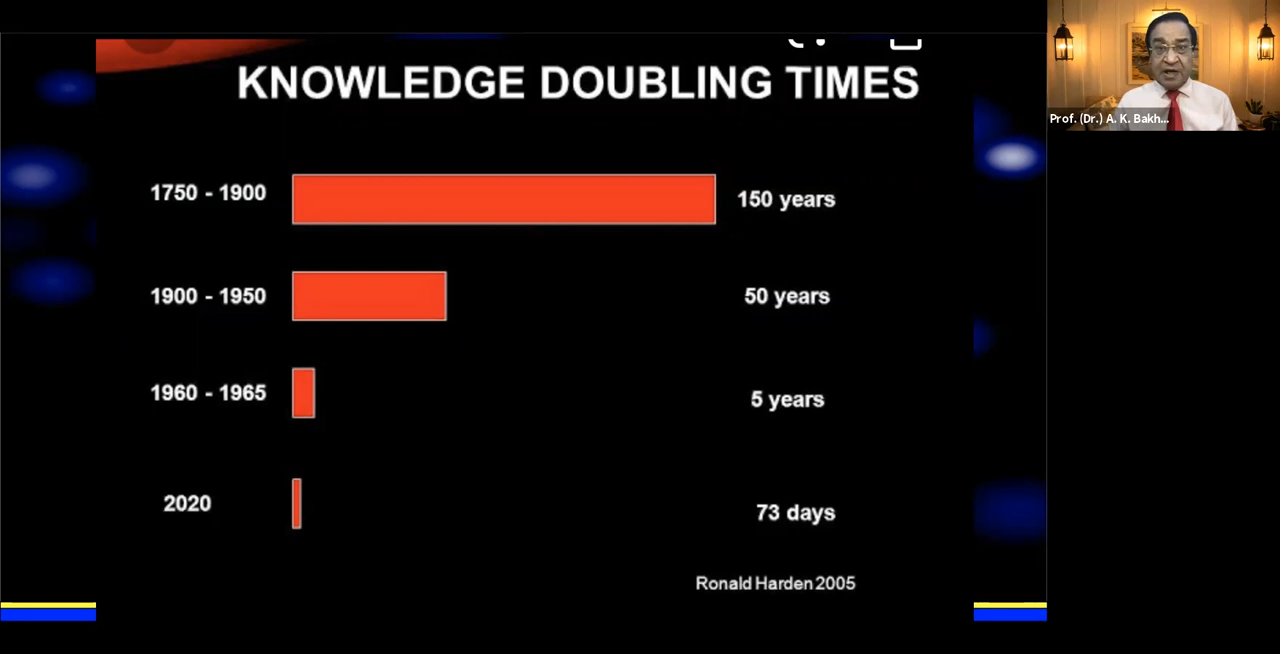 KNOWLEDGE DOUBLING TIMES
1750 - 1900 150 years
1900 - 1950 50 years
1960 - 1965 5 years
2020 73 days
Ronald Harden 2005
Prof. (Dr.) A. K. Bakh...